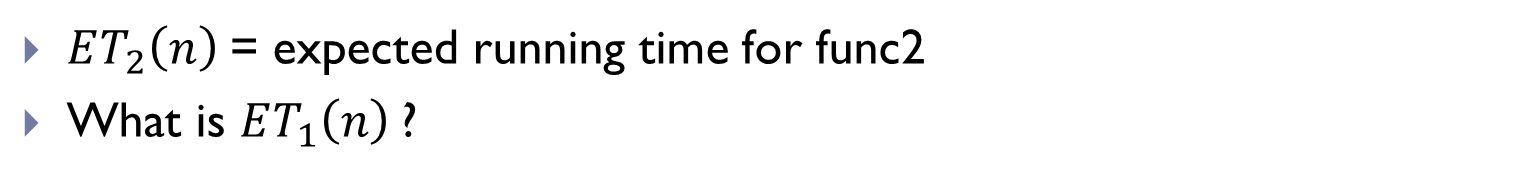 ▶ 𝐸𝑇₂(𝑛) = expected running time for func2
▶ What is 𝐸𝑇₁(𝑛) ?